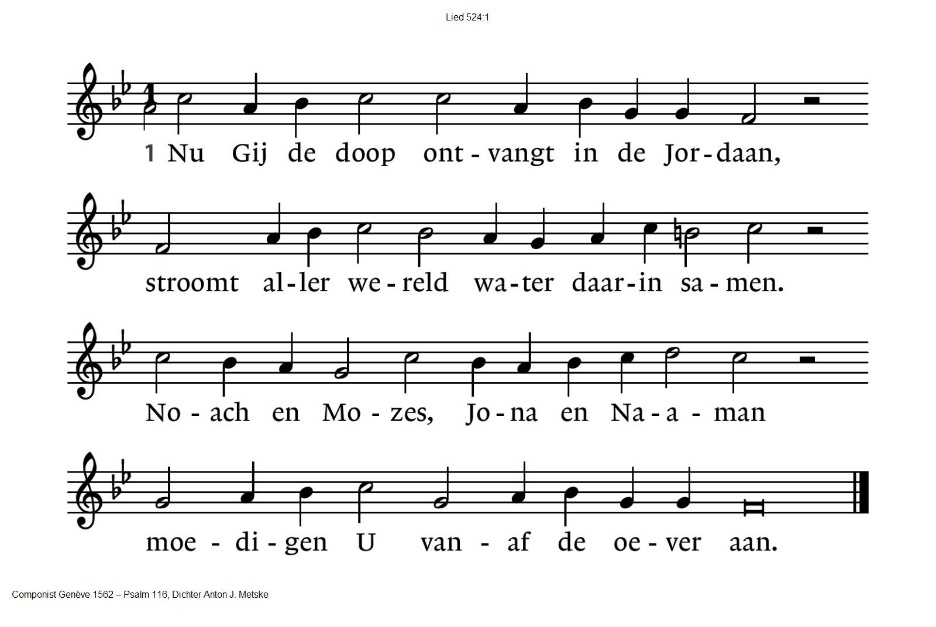 Lied 524:1
1
1 Nu Gij de doop ont - vangt in de Jor - daan,
stroomt al - ler we - reld wa - ter daar - in sa - men.
No - ach en Mo - zes, Jo - na en Na - a - man
moe - di - gen U van - af de oe - ver aan.
Componist Genève 1562 – Psalm 116, Dichter Anton J. Metske